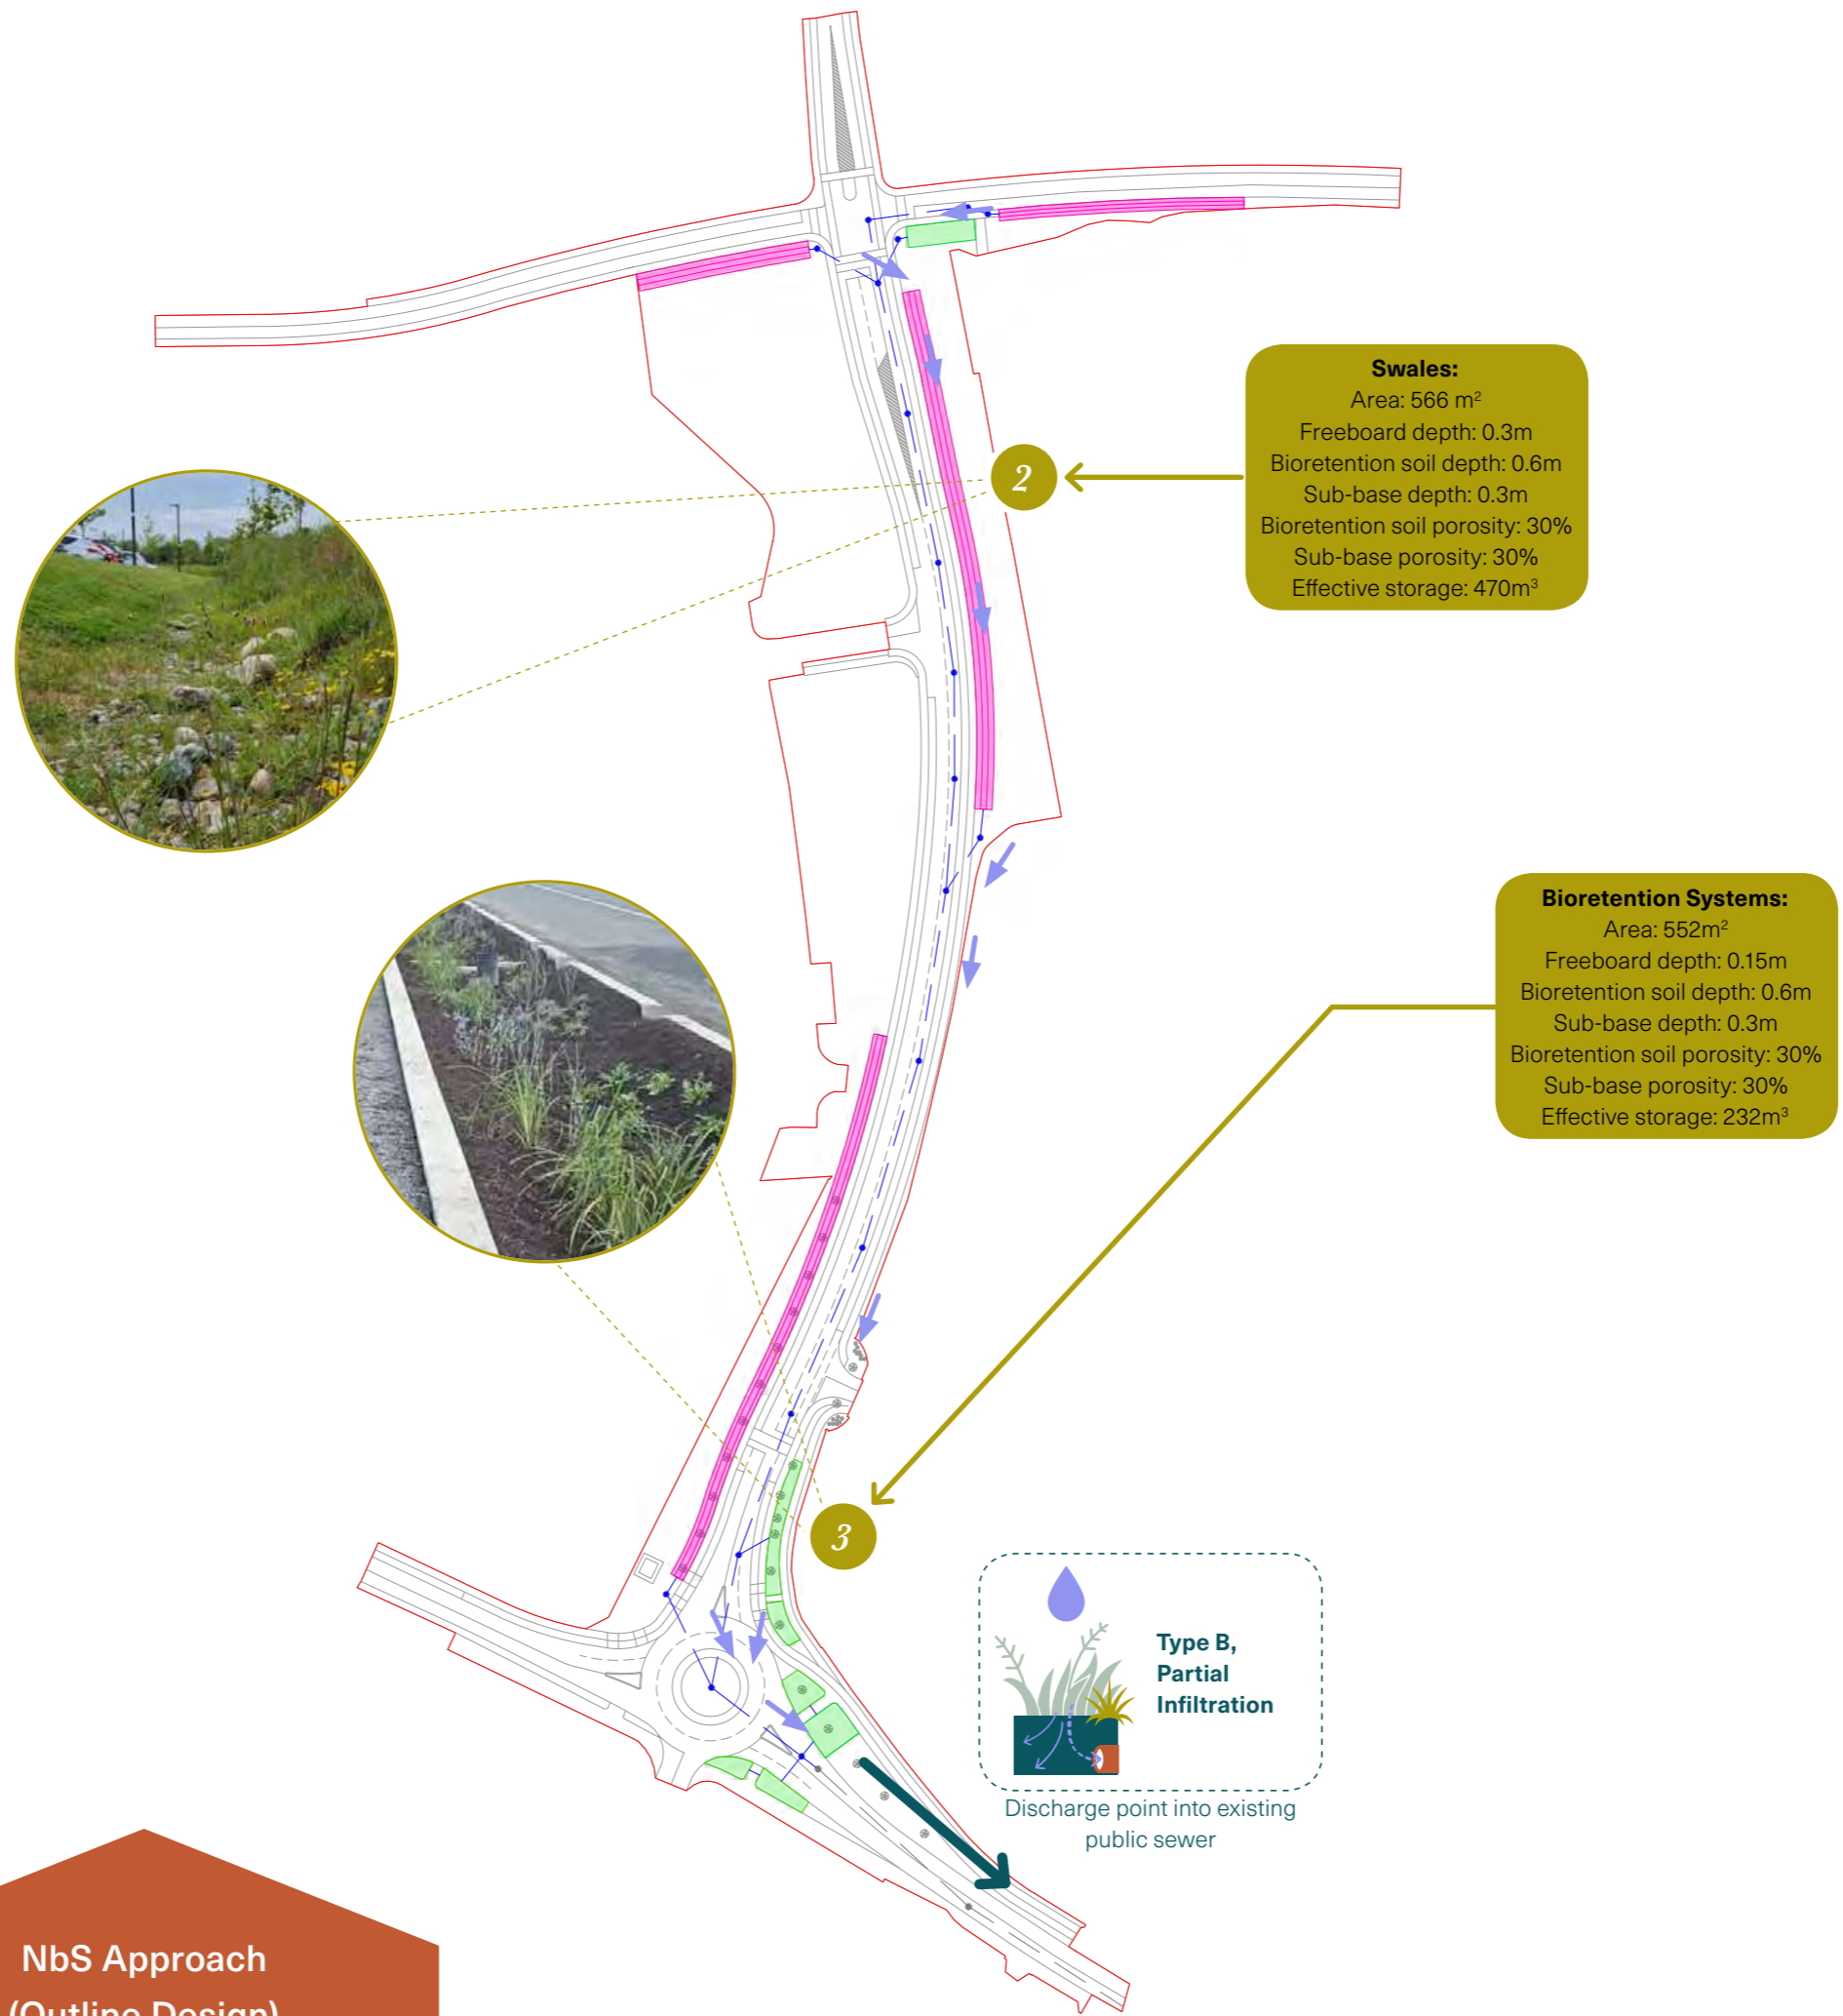 Swales:
Area: 566 m²
Freeboard depth: 0.3m
Bioretention soil depth: 0.6m
Sub-base depth: 0.3m
Bioretention soil porosity: 30%
Sub-base porosity: 30%
Effective storage: 470m³
2
Bioretention Systems:
Area: 552m²
Freeboard depth: 0.15m
Bioretention soil depth: 0.6m
Sub-base depth: 0.3m
Bioretention soil porosity: 30%
Sub-base porosity: 30%
Effective storage: 232m³
3
Type B,
Partial
Infiltration
Discharge point into existing
public sewer
NbS Approach
(Outline Design)